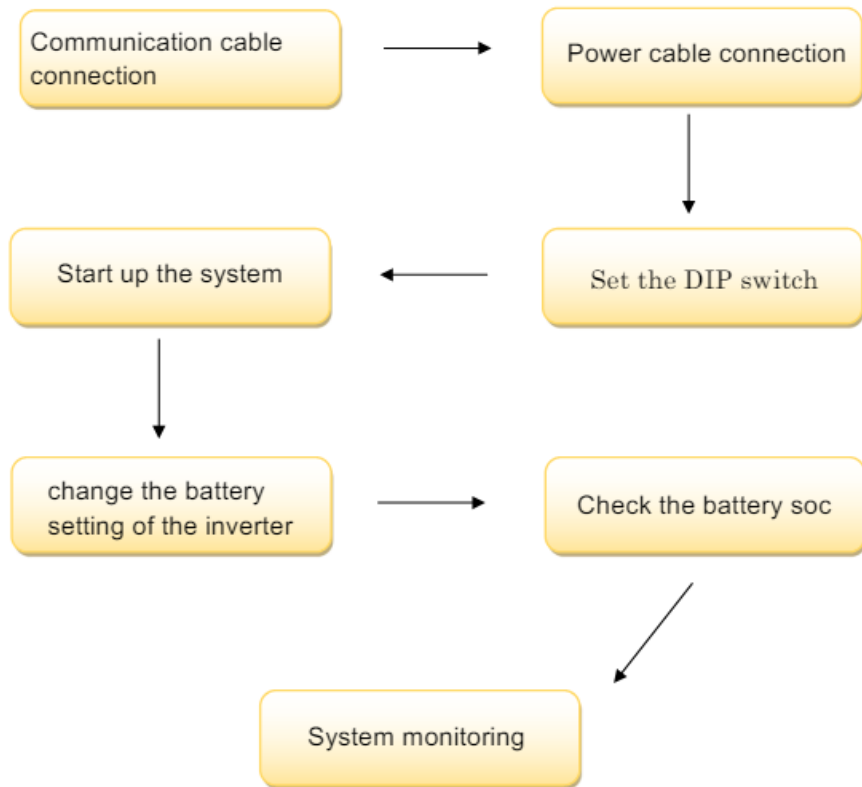 Communication cable
connection
Power cable connection
Set the DIP switch
Start up the system
change the battery
setting of the inverter
Check the battery soc
System monitoring